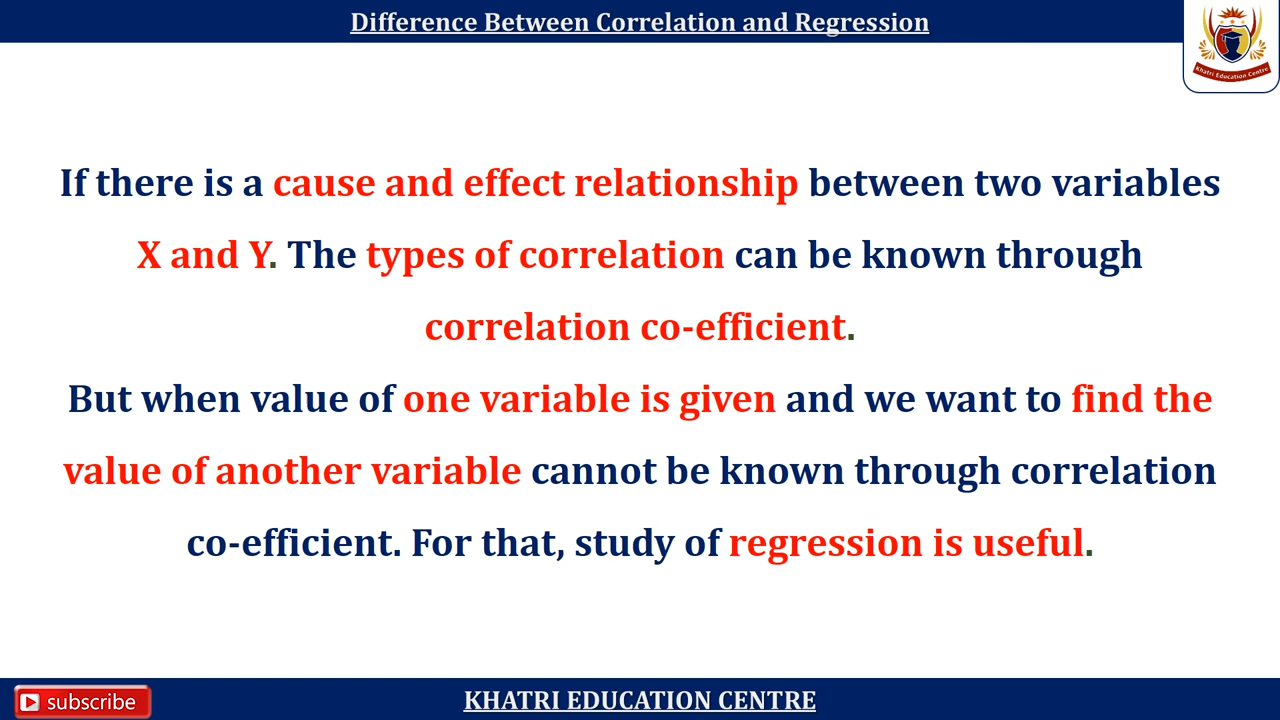 Difference Between Correlation and Regression
Khatri Education Centre
If there is a cause and effect relationship between two variables
X and Y. The types of correlation can be known through
correlation co-efficient.
But when value of one variable is given and we want to find the
value of another variable cannot be known through correlation
co-efficient. For that, study of regression is useful.
subscribe
KHATRI EDUCATION CENTRE